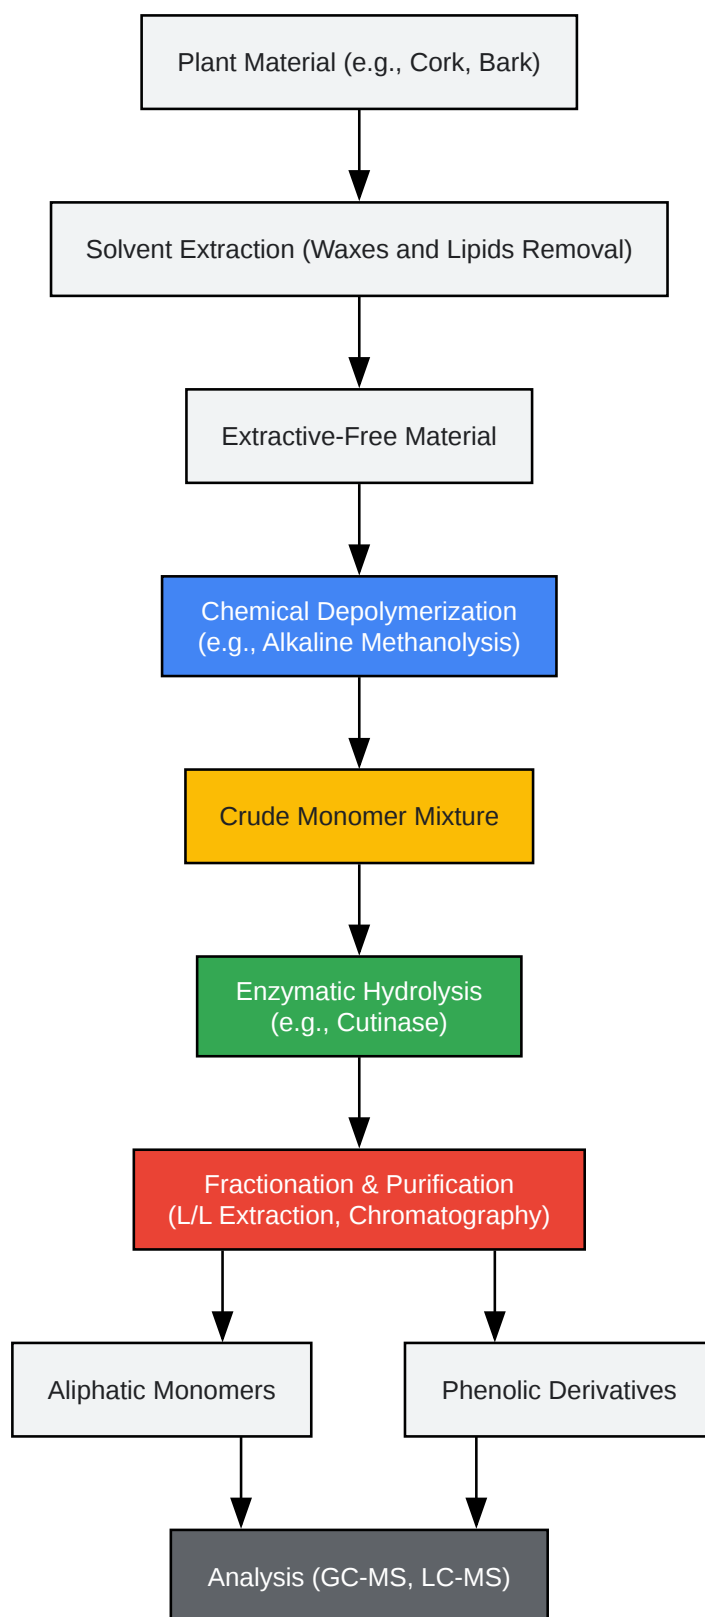 Plant Material (e.g., Cork, Bark)
Solvent Extraction (Waxes and Lipids Removal)
Extractive-Free Material
Chemical Depolymerization
(e.g., Alkaline Methanolysis)
Crude Monomer Mixture
Enzymatic Hydrolysis
(e.g., Cutinase)
Fractionation & Purification
(L/L Extraction, Chromatography)
Aliphatic Monomers
Phenolic Derivatives
Analysis (GC-MS, LC-MS)